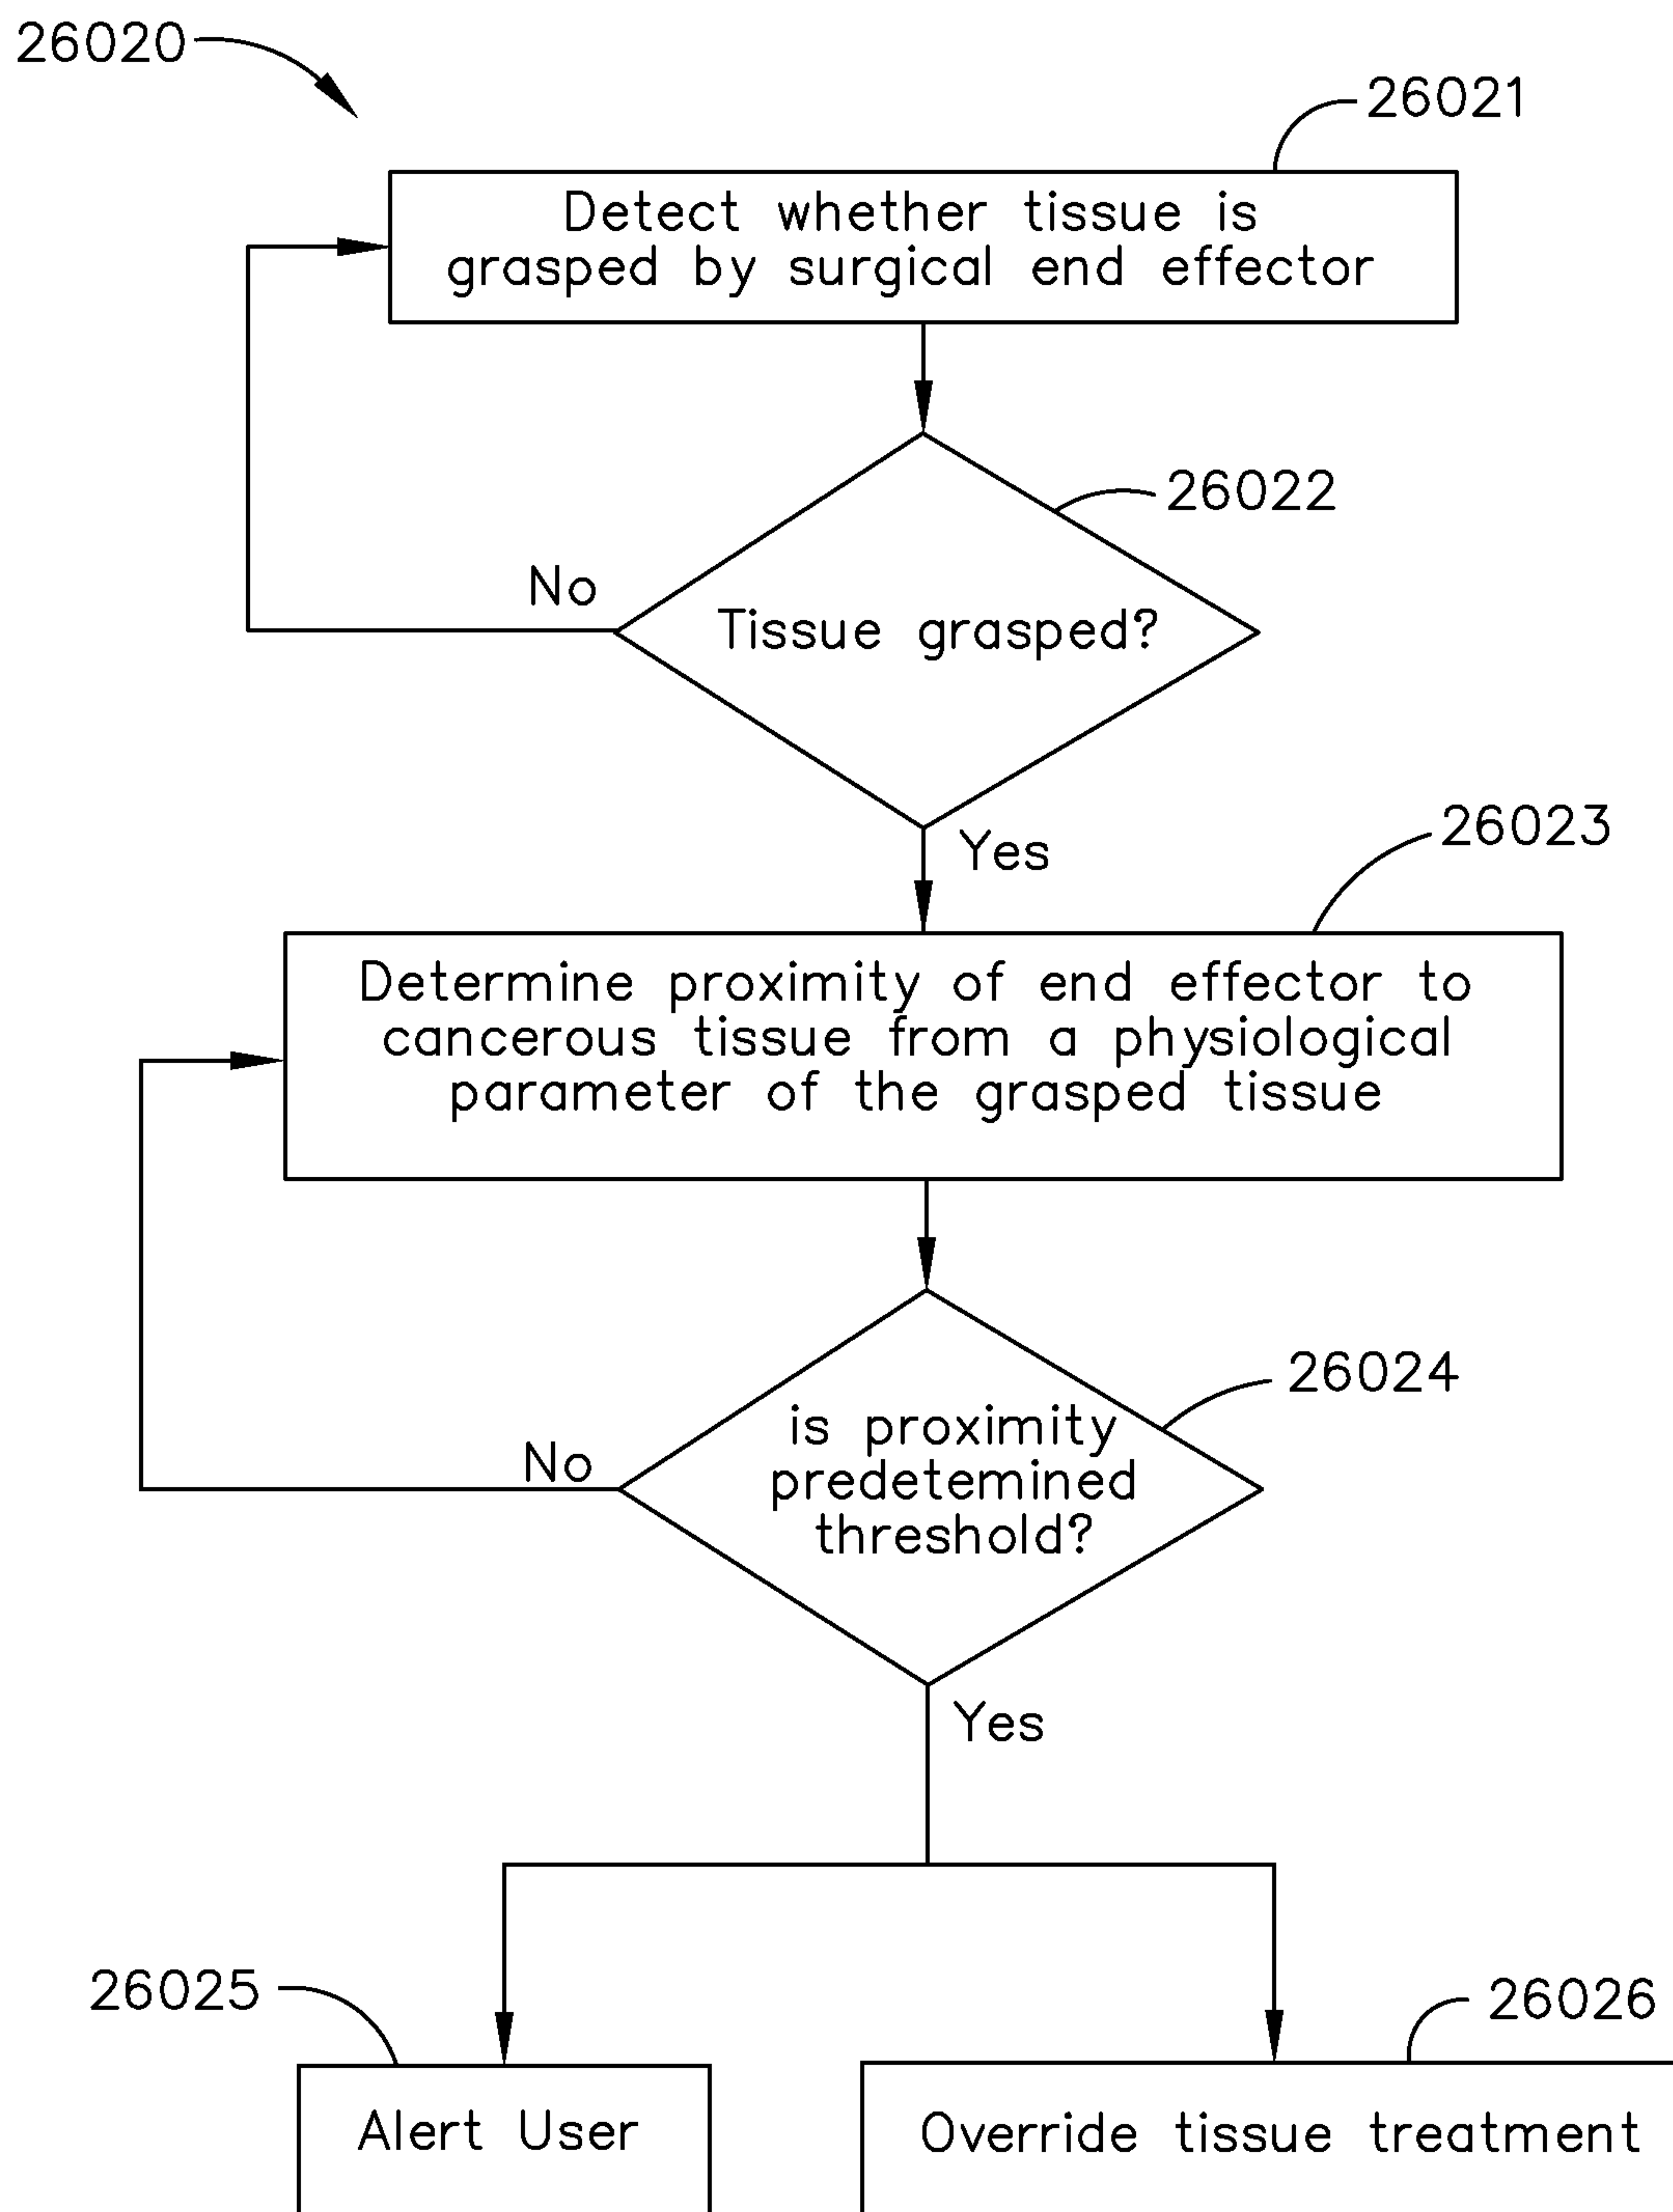 26020
26021
Detect whether tissue is
grasped by surgical end effector
26022
No
Tissue grasped?
Yes
26023
Determine proximity of end effector to
cancerous tissue from a physiological
parameter of the grasped tissue
26024
No
is proximity
predetemined
threshold?
Yes
26025
26026
Alert User
Override tissue treatment